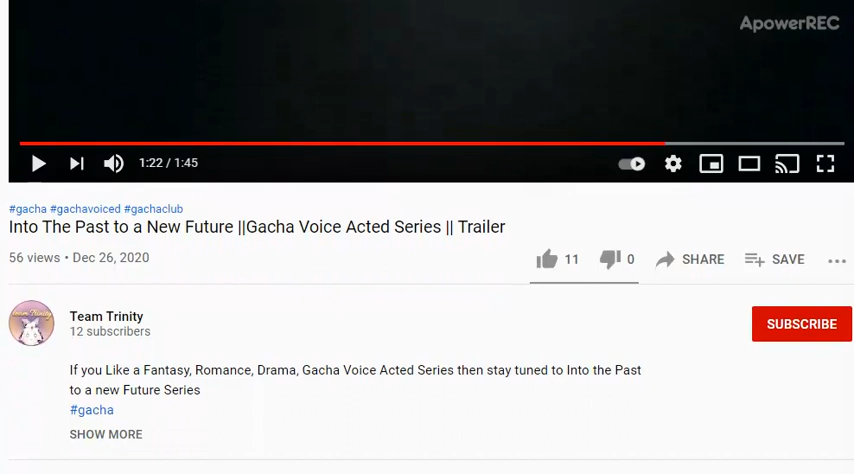 ApowerREC
1:22 / 1:45
#gacha #gachavoiced #gachaclub
Into The Past to a New Future ||Gacha Voice Acted Series || Trailer
56 views • Dec 26, 2020
11 0 SHARE SAVE
Team Trinity
12 subscribers
SUBSCRIBE
If you Like a Fantasy, Romance, Drama, Gacha Voice Acted Series then stay tuned to Into the Past
to a new Future Series
#gacha
SHOW MORE